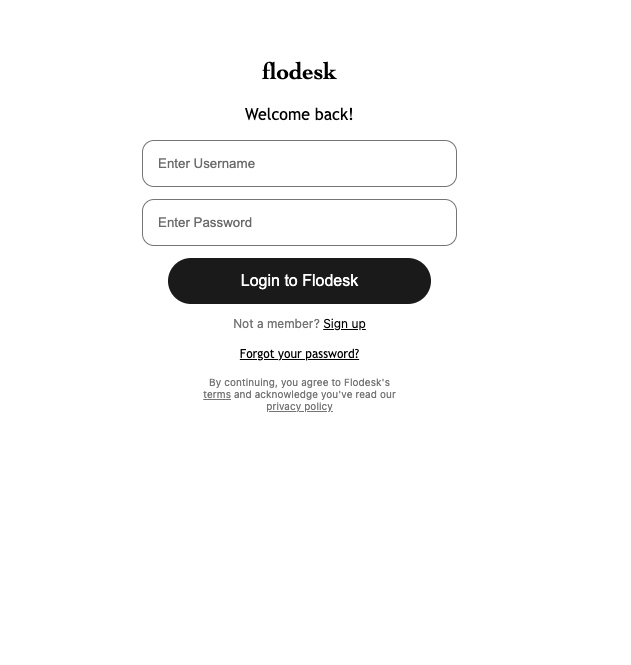 flodesk
Welcome back!
Enter Username
Enter Password
Login to Flodesk
Not a member? Sign up
Forgot your password?
By continuing, you agree to Flodesk's
terms and acknowledge you've read our
privacy policy